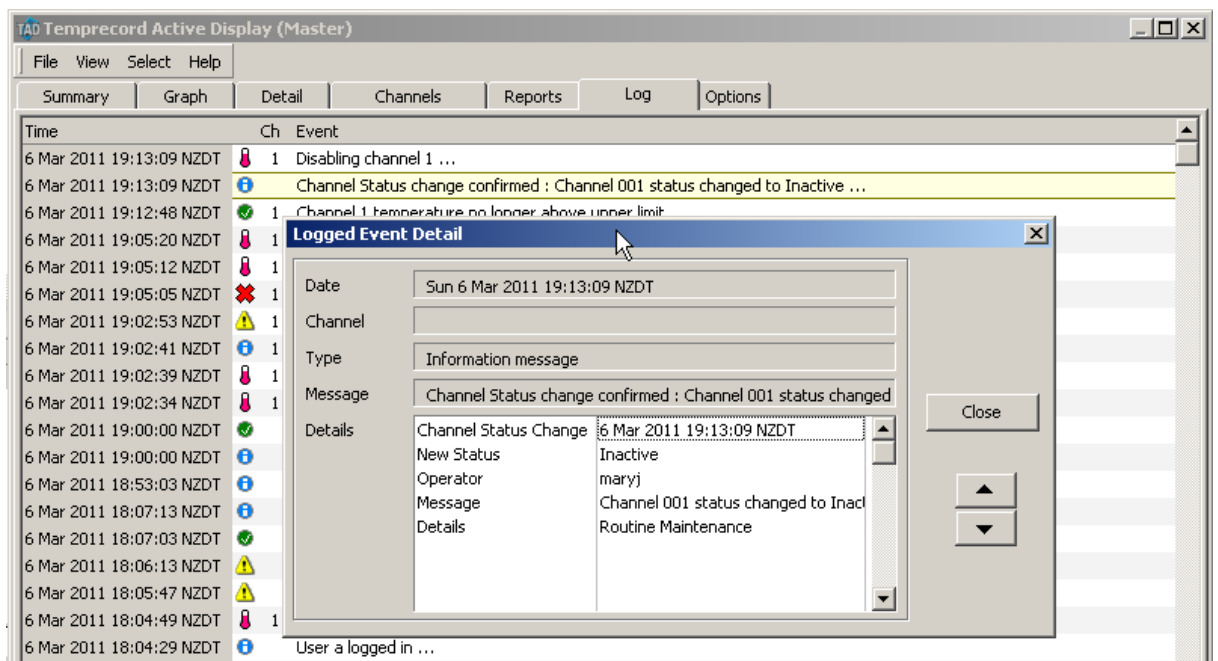 TAD Temprecord Active Display (Master)
File View Select Help
Summary Graph Detail Channels Reports Log Options
Time Ch Event
6 Mar 2011 19:13:09 NZDT 1 Disabling channel 1 ...
6 Mar 2011 19:13:09 NZDT Channel Status change confirmed : Channel 001 status changed to Inactive ...
6 Mar 2011 19:12:48 NZDT 1 Channel 1 temperature no longer above upper limit
6 Mar 2011 19:05:20 NZDT 1
6 Mar 2011 19:05:12 NZDT 1
6 Mar 2011 19:05:05 NZDT 1
6 Mar 2011 19:02:53 NZDT 1
6 Mar 2011 19:02:41 NZDT 1
6 Mar 2011 19:02:39 NZDT 1
6 Mar 2011 19:02:34 NZDT 1
6 Mar 2011 19:00:00 NZDT
6 Mar 2011 19:00:00 NZDT
6 Mar 2011 18:53:03 NZDT
6 Mar 2011 18:07:13 NZDT
6 Mar 2011 18:07:03 NZDT
6 Mar 2011 18:06:13 NZDT
6 Mar 2011 18:05:47 NZDT
6 Mar 2011 18:04:49 NZDT 1
6 Mar 2011 18:04:29 NZDT User a logged in ...
Logged Event Detail
Date Sun 6 Mar 2011 19:13:09 NZDT
Channel
Type Information message
Message Channel Status change confirmed : Channel 001 status changed
Details Channel Status Change 6 Mar 2011 19:13:09 NZDT
New Status Inactive
Operator maryj
Message Channel 001 status changed to Inac
Details Routine Maintenance
Close